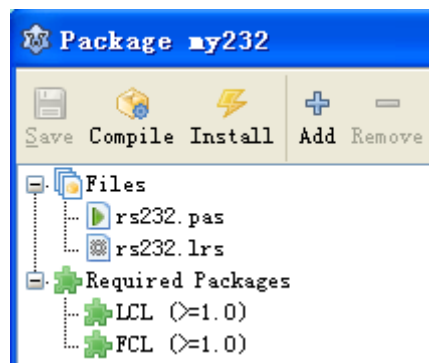 Package my232
Save Compile Install Add Remove
Files
rs232.pas
rs232.lrs
Required Packages
LCL (>=1.0)
FCL (>=1.0)